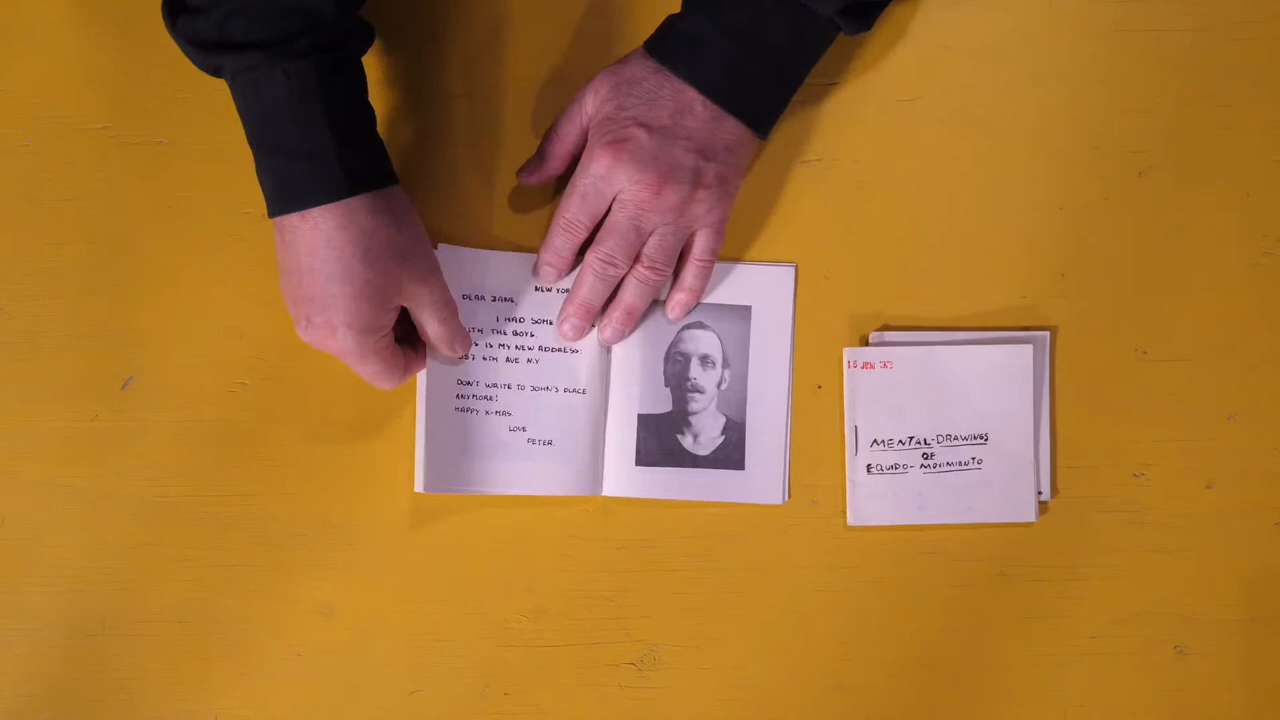 NEW YOR
DEAR JANE,
I HAD SOME
WITH THE BOYS.
IS MY NEW ADDRESS:
6TH AVE N.Y
DON'T WRITE TO JOHN'S PLACE
ANYMORE!
HAPPY X-MAS.
LOVE
PETER.
MENTAL-DRAWINGS
OF
EQUIDO-MOVIMIENTO